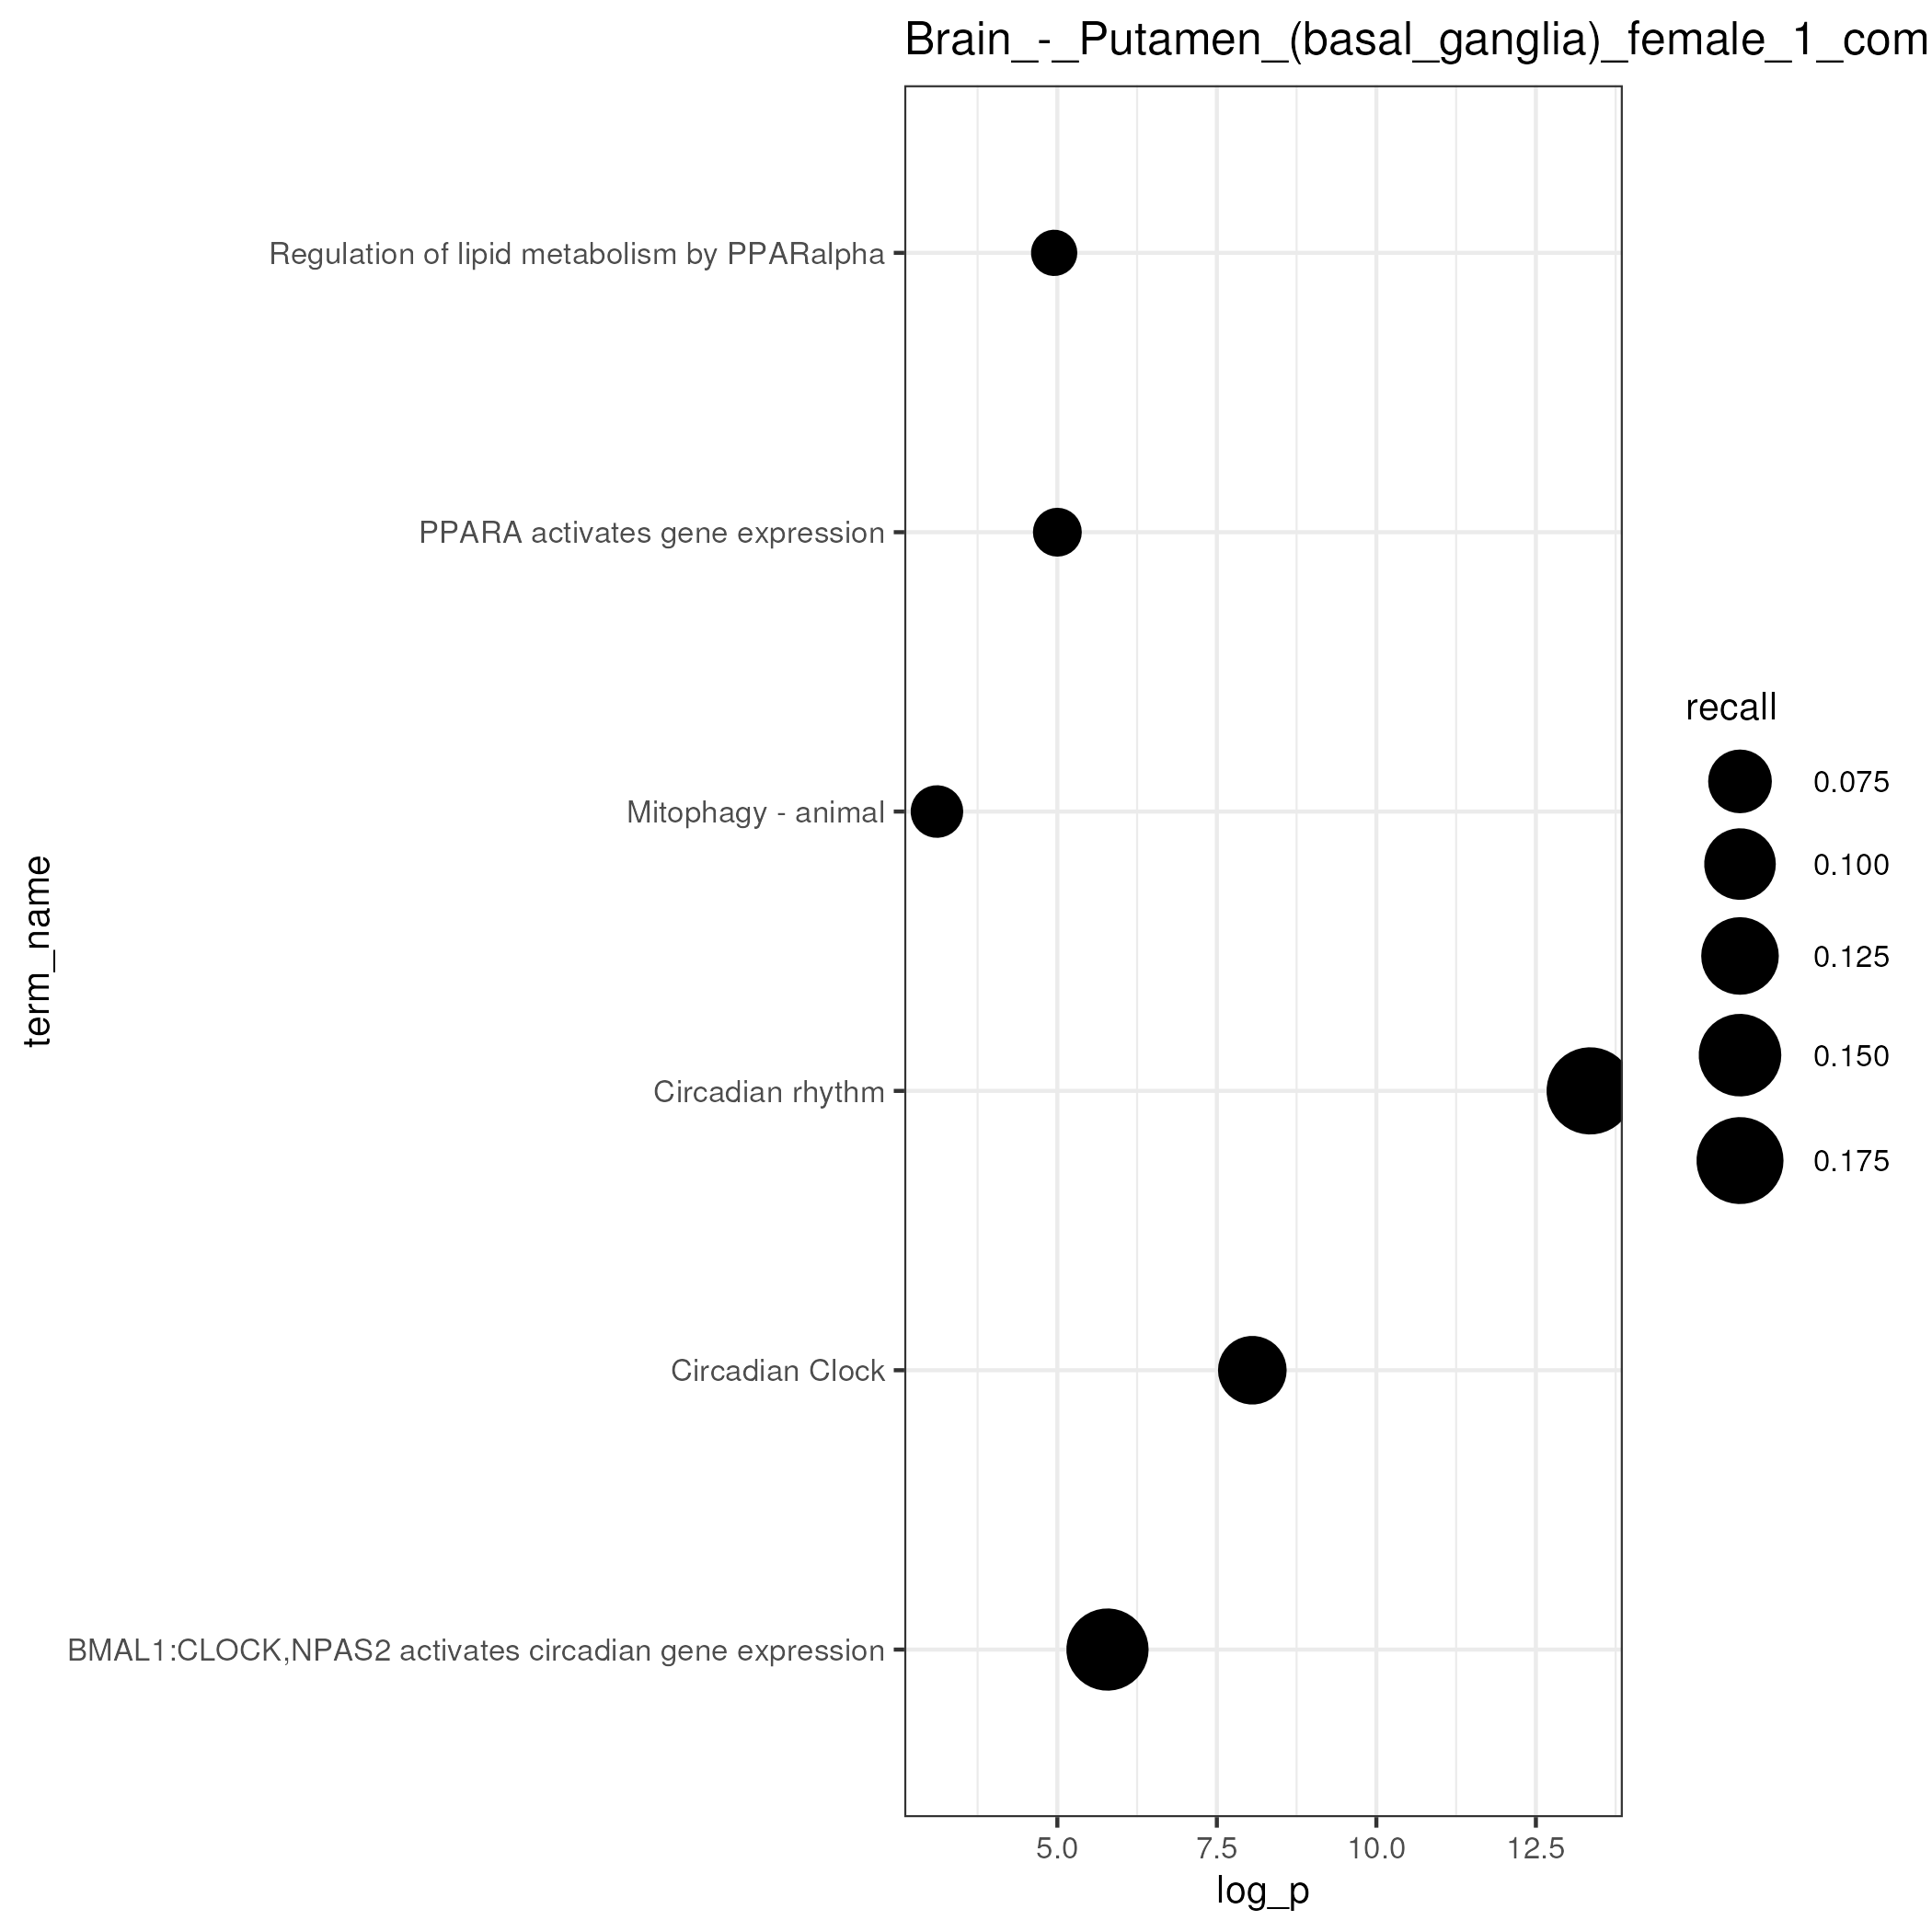 Brain_-_Putamen_(basal_ganglia)_female_1_com
Regulation of lipid metabolism by PPARalpha
PPARA activates gene expression
Mitophagy - animal
Circadian rhythm
Circadian Clock
BMAL1:CLOCK,NPAS2 activates circadian gene expression
term_name
5.0 7.5 10.0 12.5
log_p
recall
0.075
0.100
0.125
0.150
0.175